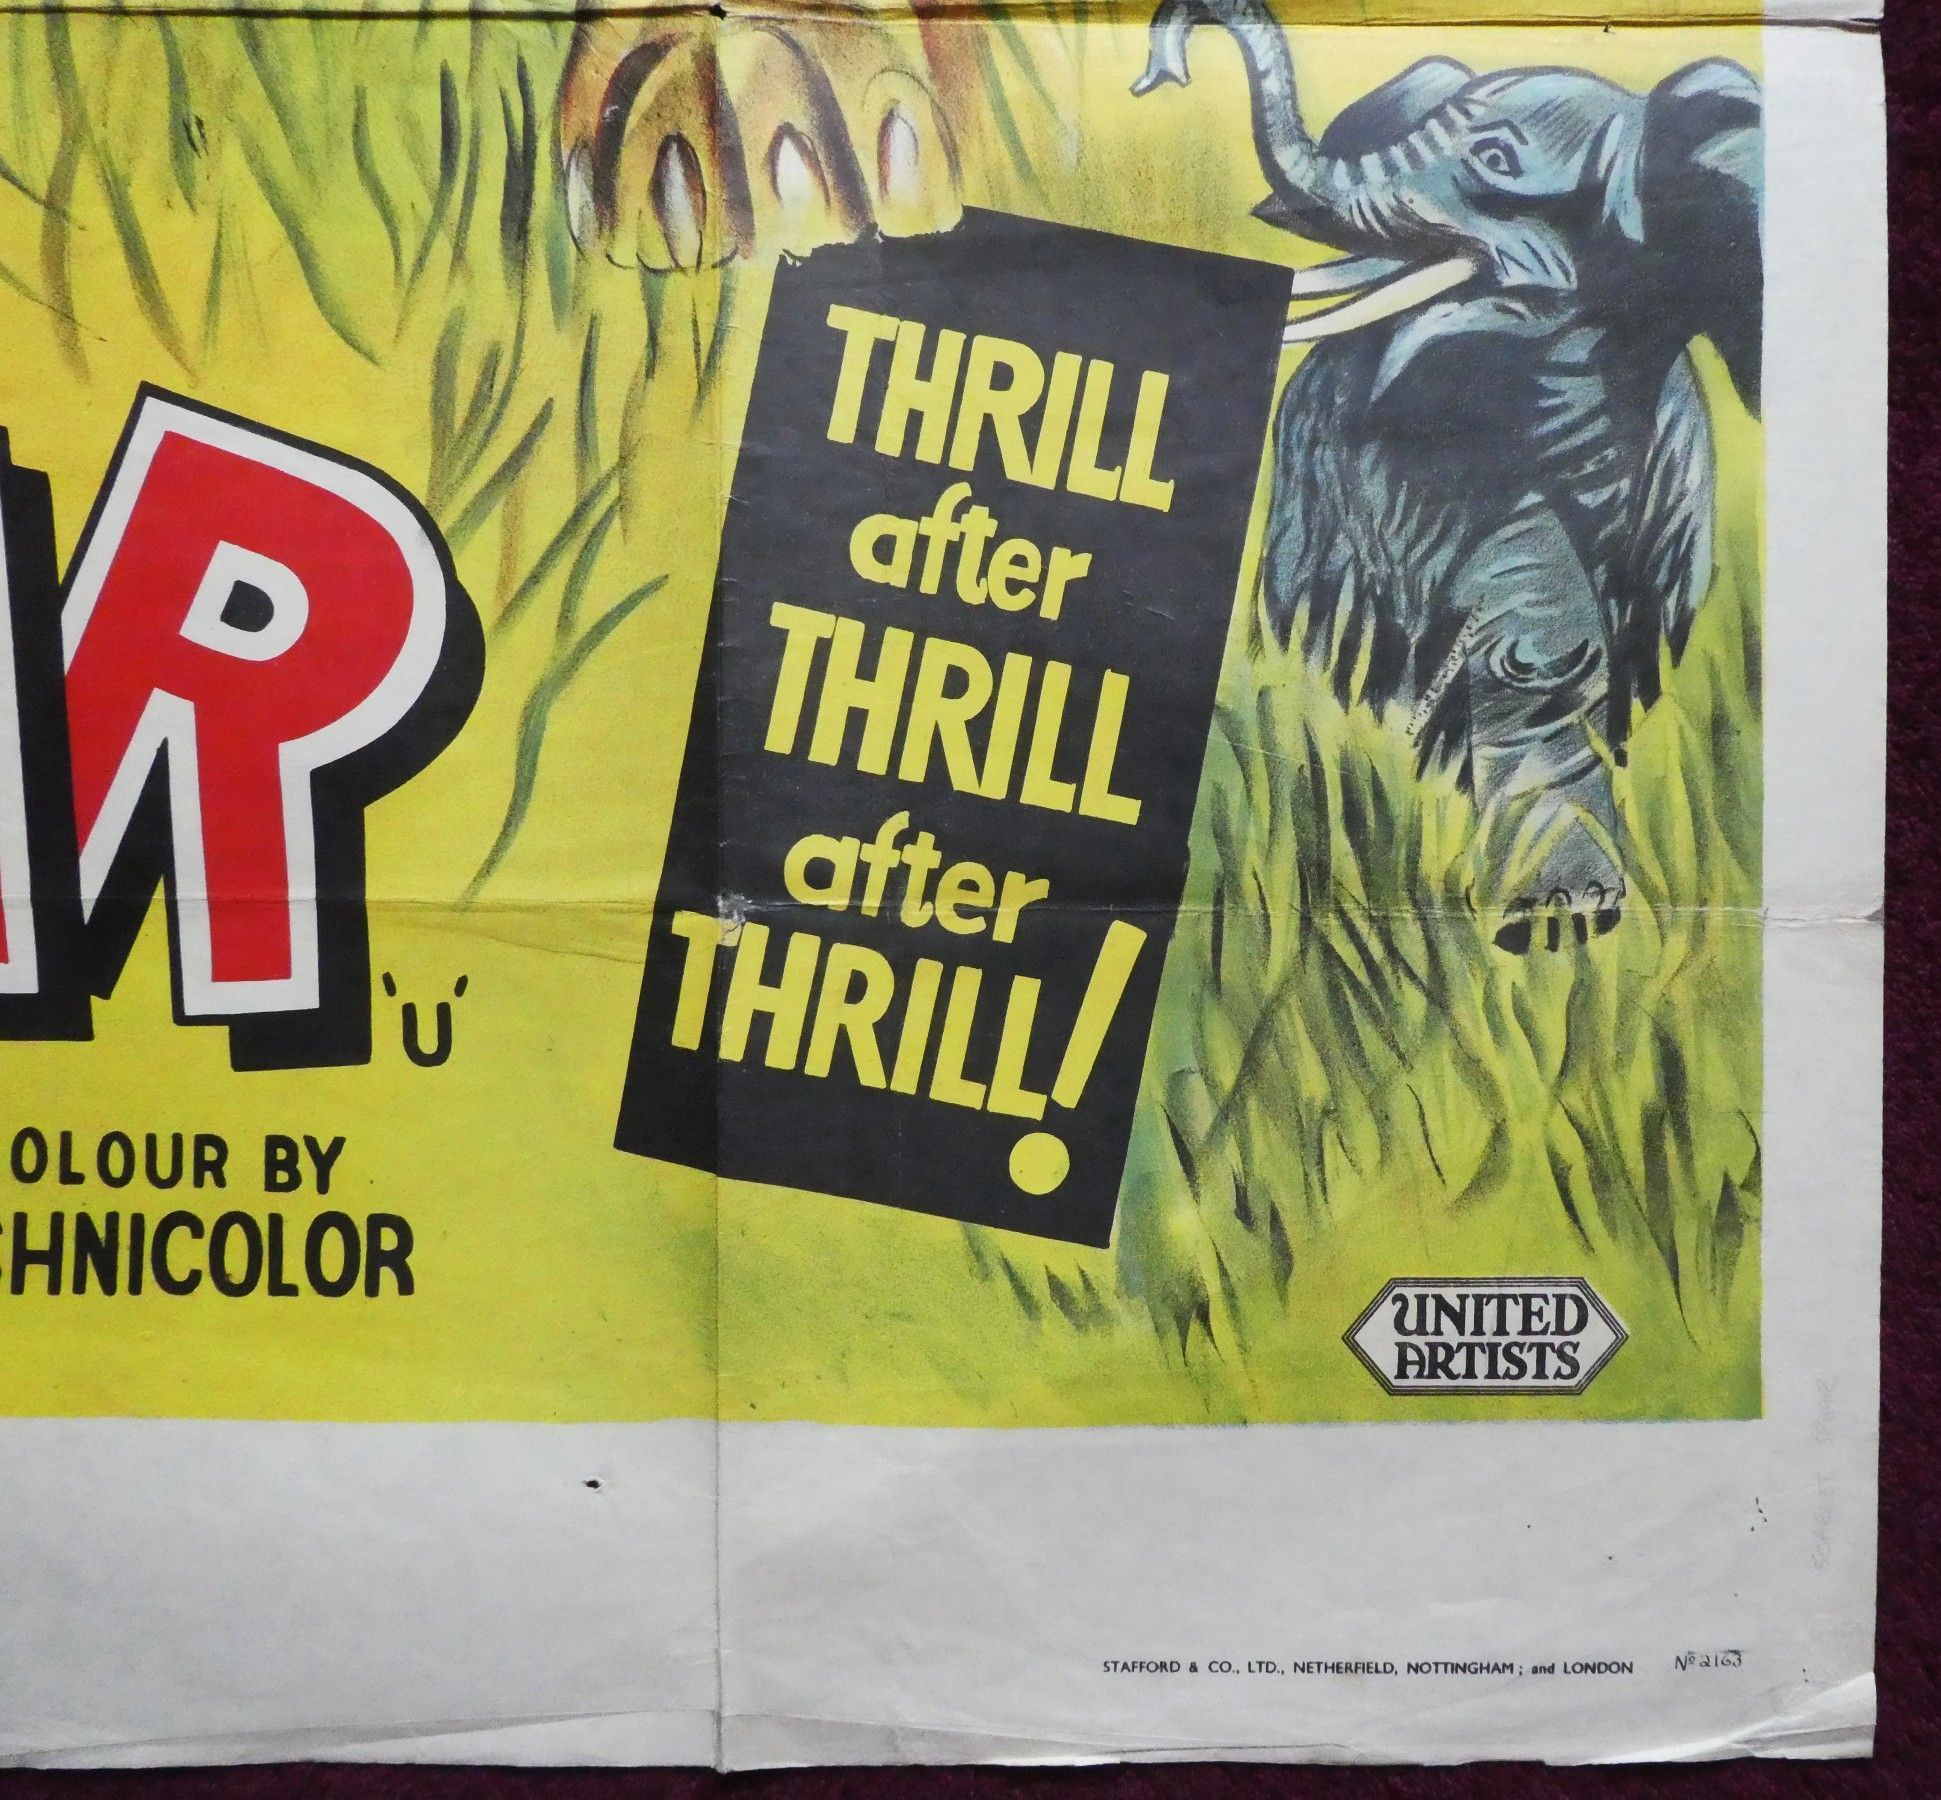 THRILL
after
THRILL
after
THRILL!
R
'U'
OLOUR BY
CHNICOLOR
UNITED
ARTISTS
STAFFORD & CO., LTD., NETHERFIELD, NOTTINGHAM; and LONDON Nº 2163